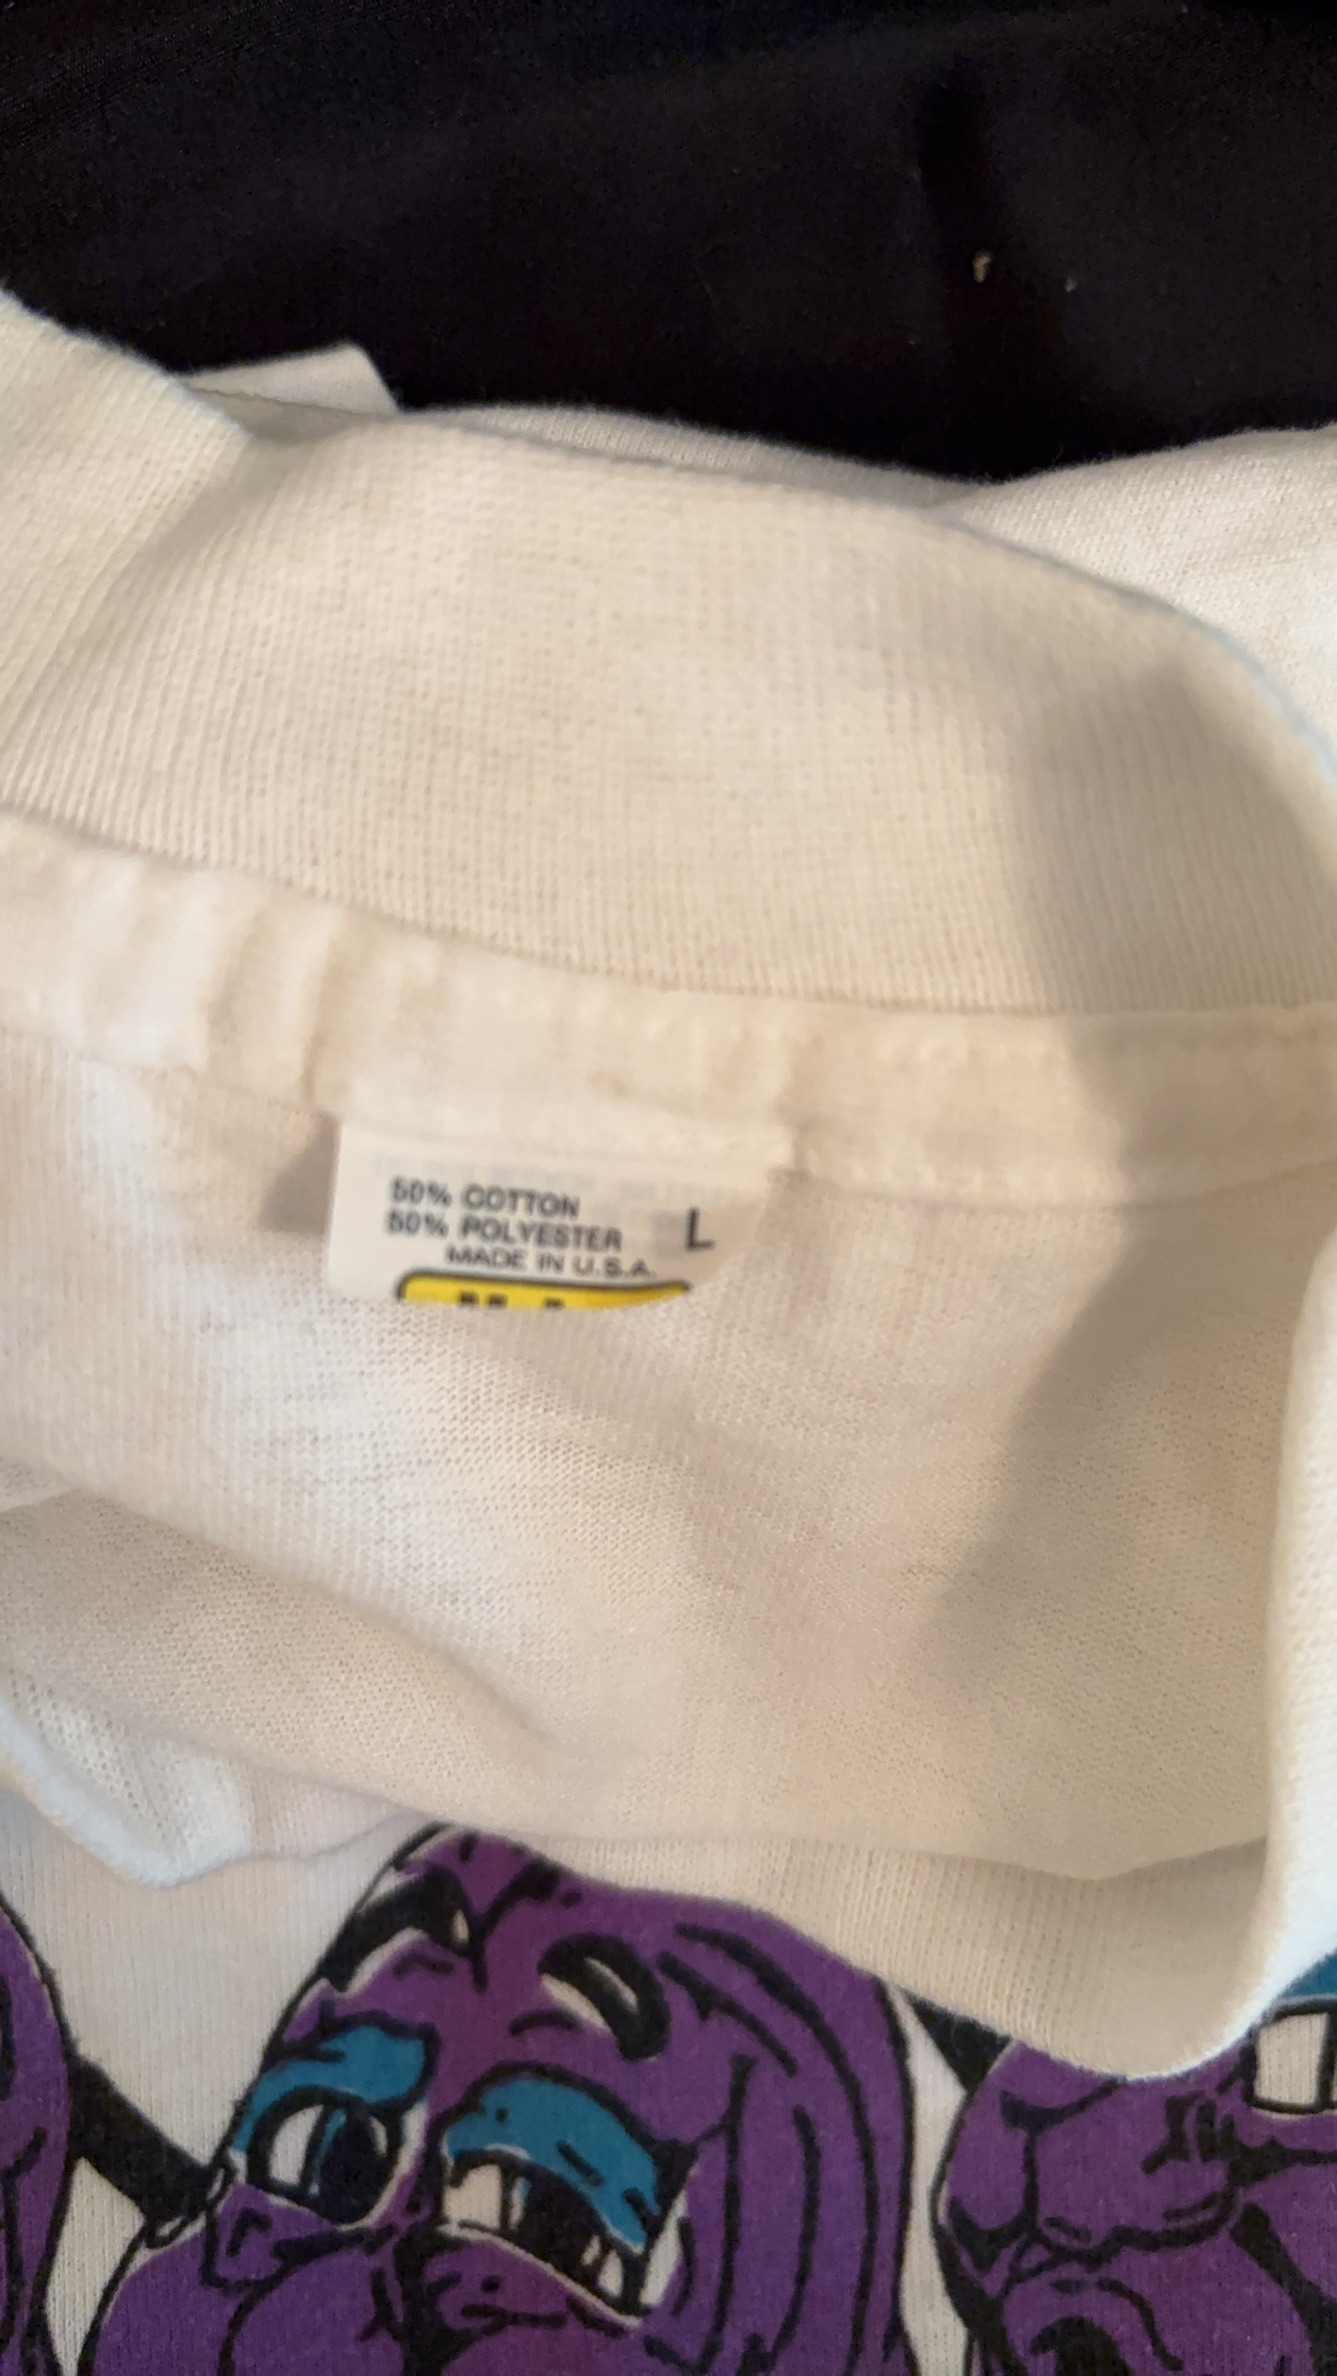 50% COTTON
50% POLYESTER L
MADE IN U.S.A.